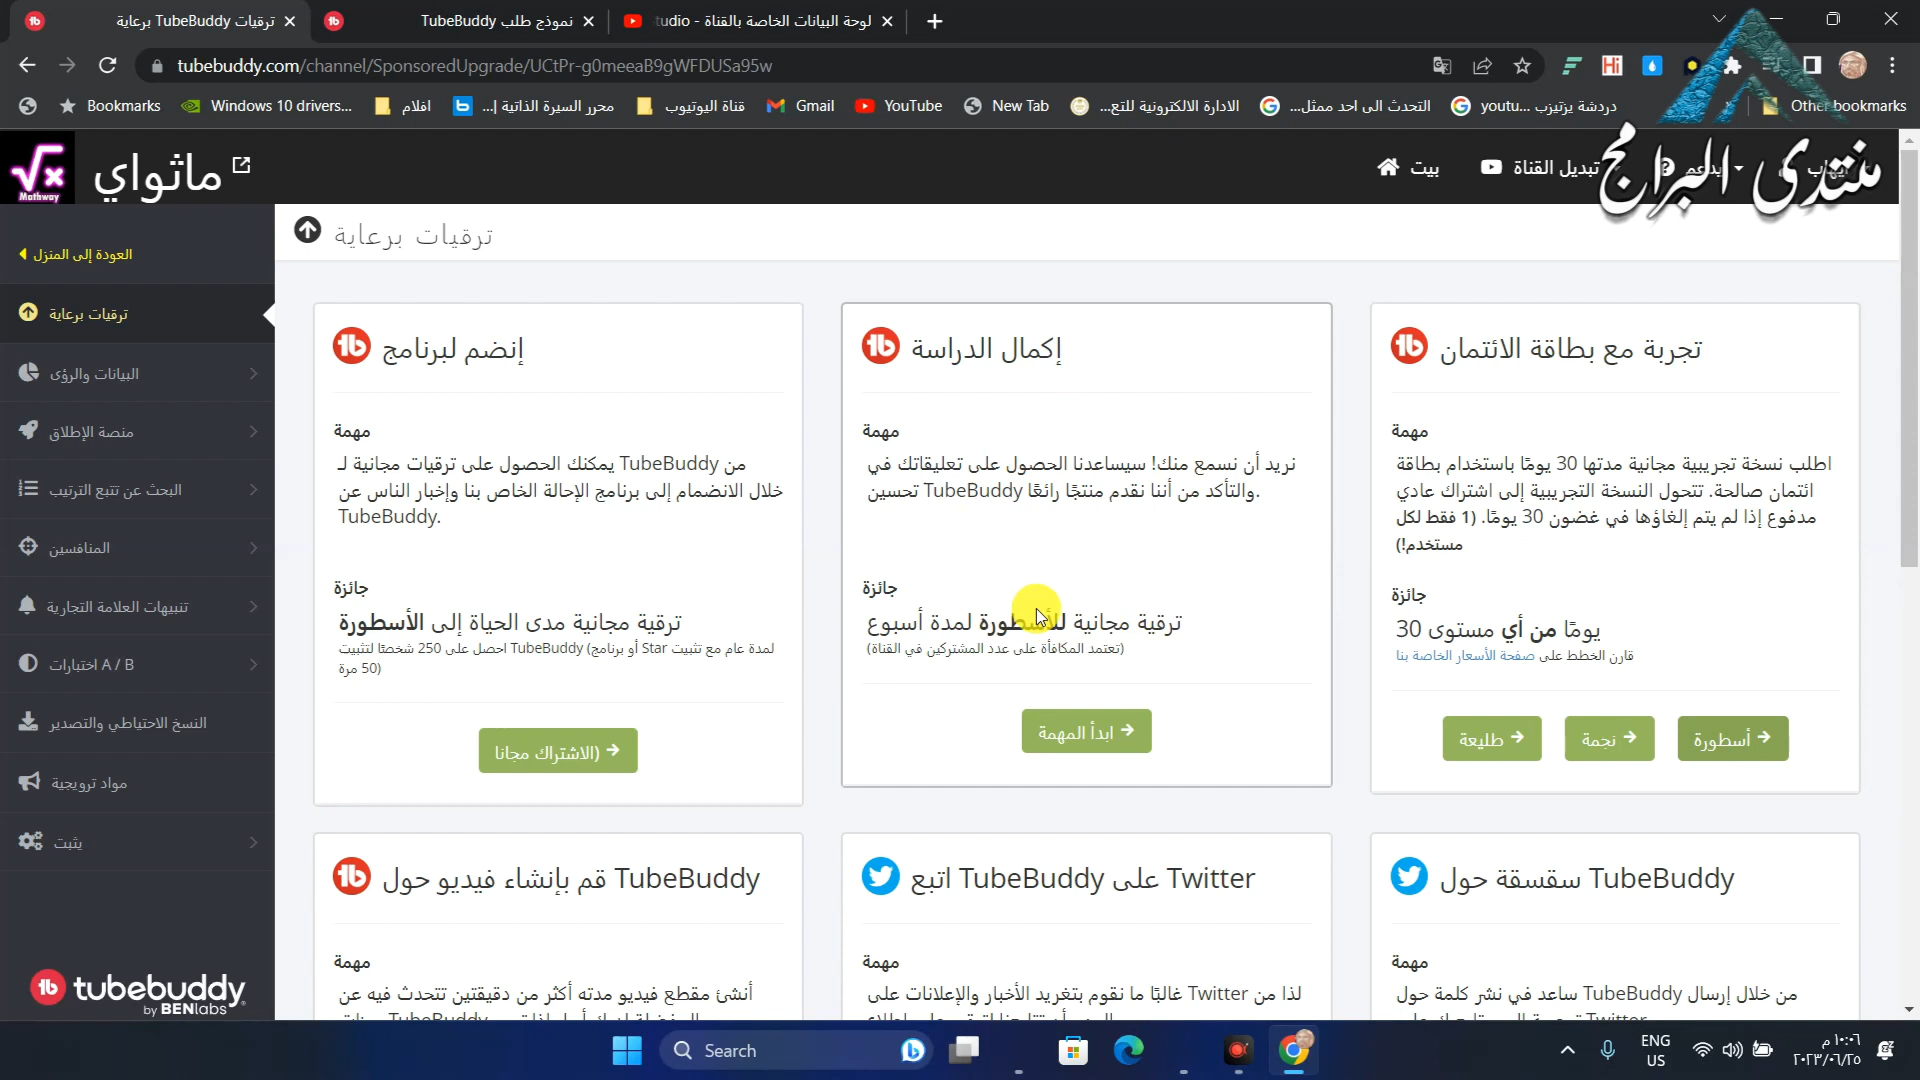 ترقيات TubeBuddy برعاية
نموذج طلب TubeBuddy
لوحة البيانات الخاصة بالقناة - tudio
tubebuddy.com/channel/SponsoredUpgrade/UCtPr-g0meeaB9gWFDUSa95w
Bookmarks
Windows 10 drivers...
افلام
محرر السيرة الذاتية |...
قناة اليوتيوب
Gmail
YouTube
New Tab
الادارة الالكترونية للتع...
التحدث الى احد ممثل...
دردشة يزتيزب ...youtu
Other bookmarks
منتدى البرامج
Mathway
ماثواي
بيت
تبديل القناة
يدعم
العودة إلى المنزل
ترقيات برعاية
البيانات والرؤى
منصة الإطلاق
البحث عن تتبع الترتيب
المنافسين
تنبيهات العلامة التجارية
اختبارات A / B
النسخ الاحتياطي والتصدير
مواد ترويجية
يثبت
tubebuddy
by BENlabs
ترقيات برعاية
إنضم لبرنامج
مهمة
يمكنك الحصول على ترقيات مجانية لـ TubeBuddy من
خلال الانضمام إلى برنامج الإحالة الخاص بنا وإخبار الناس عن
TubeBuddy.
جائزة
ترقية مجانية مدى الحياة إلى الأسطورة
احصل على 250 شخصًا لتثبيت TubeBuddy (أو برنامج Star لمدة عام مع تثبيت
50 مرة)
(الاشتراك مجانا
إكمال الدراسة
مهمة
نريد أن نسمع منك! سيساعدنا الحصول على تعليقاتك في
تحسين TubeBuddy والتأكد من أننا نقدم منتجًا رائعًا.
جائزة
ترقية مجانية للأسطورة لمدة أسبوع
(تعتمد المكافأة على عدد المشتركين في القناة)
ابدأ المهمة
تجربة مع بطاقة الائتمان
مهمة
اطلب نسخة تجريبية مجانية مدتها 30 يومًا باستخدام بطاقة
ائتمان صالحة. تتحول النسخة التجريبية إلى اشتراك عادي
مدفوع إذا لم يتم إلغاؤها في غضون 30 يومًا. (1 فقط لكل
مستخدم!)
جائزة
30 يومًا من أي مستوى
قارن الخطط على صفحة الأسعار الخاصة بنا
طليعة
نجمة
أسطورة
قم بإنشاء فيديو حول TubeBuddy
مهمة
أنشئ مقطع فيديو مدته أكثر من دقيقتين تتحدث فيه عن
اتبع TubeBuddy على Twitter
مهمة
غالبًا ما نقوم بتغريد الأخبار والإعلانات على Twitter لذا من
سقسقة حول TubeBuddy
مهمة
ساعد في نشر كلمة حول TubeBuddy من خلال إرسال
Search
ENG
US
١٠:٠٦ م
٢٠٢٣/٠٦/٢٥